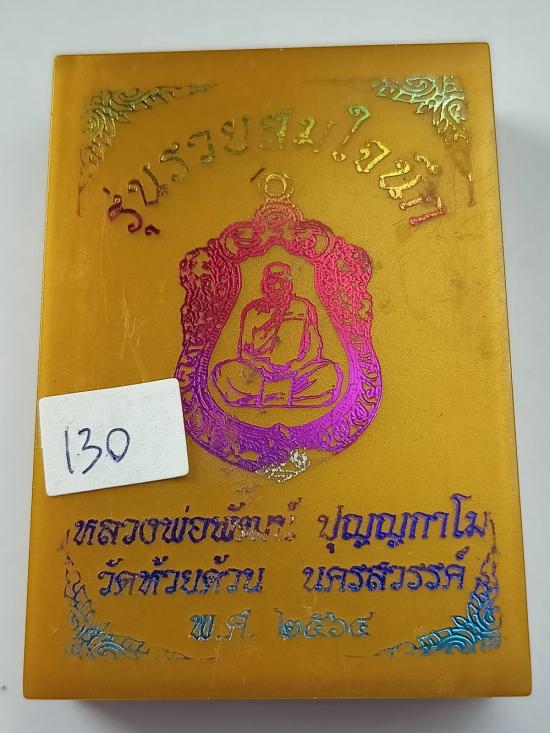 รุ่นรวยสมใจนึก
130
หลวงพ่อพัฒน์ ปุญญกาโม
วัดห้วยด้วน นครสวรรค์
พ.ศ. ๒๕๖๔